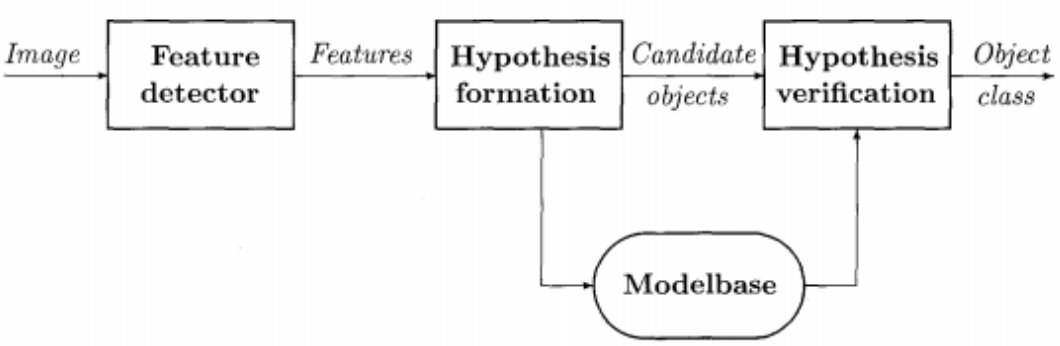 Image
Feature
detector
Features
Hypothesis
formation
Candidate
objects
Hypothesis
verification
Object
class
Modelbase